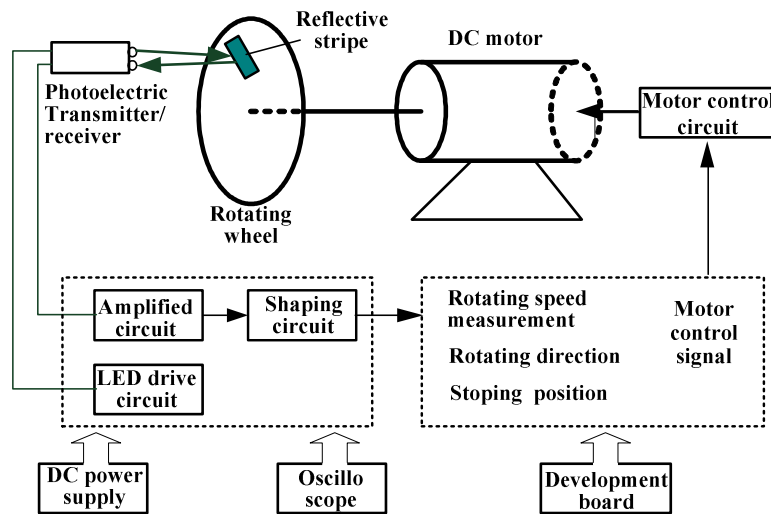 Reflective
stripe
DC motor
Photoelectric
Transmitter/
receiver
Motor control
circuit
Rotating
wheel
Amplified
circuit
Shaping
circuit
LED drive
circuit
Rotating speed
measurement
Rotating direction
Stoping position
Motor
control
signal
DC power
supply
Oscillo
scope
Development
board